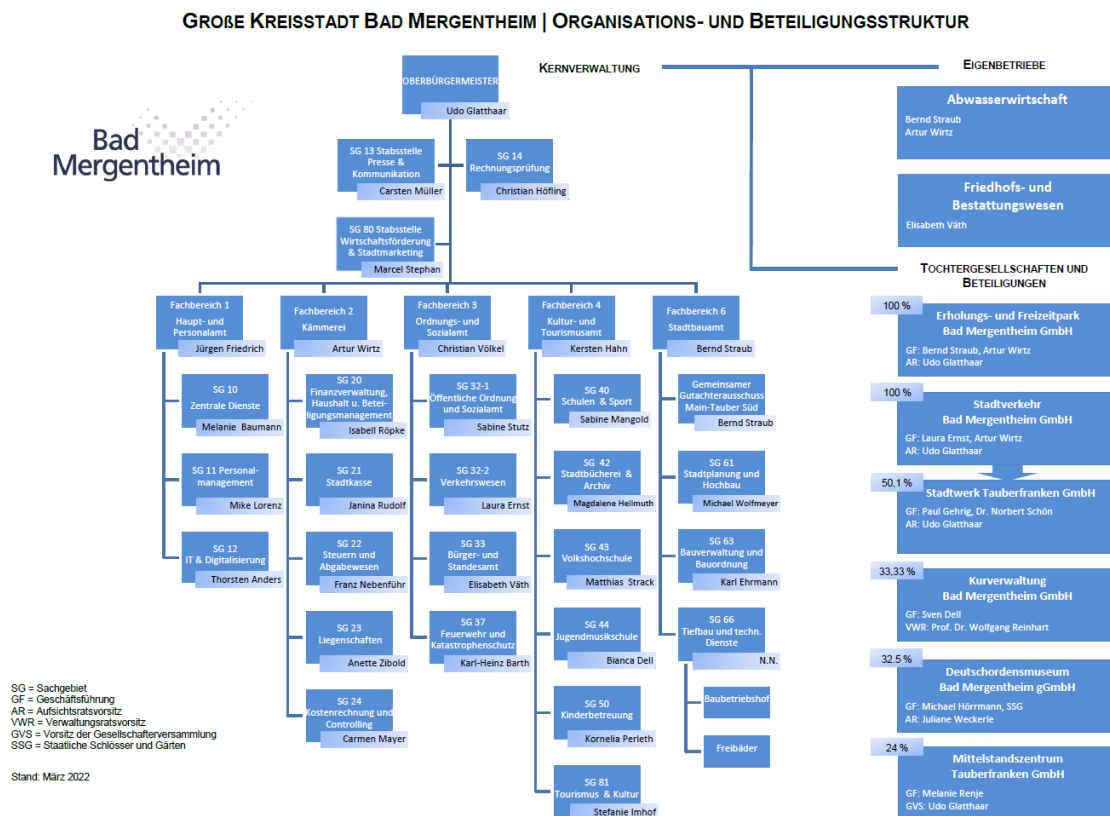 GROßE KREISSTADT BAD MERGENTHEIM | ORGANISATIONS- UND BETEILIGUNGSSTRUKTUR
Bad
Mergentheim
KERNVERWALTUNG
OBERBÜRGERMEISTER
Udo Glatthaar
SG 13 Stabsstelle
Presse &
Kommunikation
Carsten Müller
SG 14
Rechnungsprüfung
Christian Höfling
SG 80 Stabsstelle
Wirtschaftsförderung
& Stadtmarketing
Marcel Stephan
Fachbereich 1
Haupt- und
Personalamt
Jürgen Friedrich
SG 10
Zentrale Dienste
Melanie Baumann
SG 11 Personal-
management
Mike Lorenz
SG 12
IT & Digitalisierung
Thorsten Anders
Fachbereich 2
Kämmerei
Artur Wirtz
SG 20
Finanzverwaltung,
Haushalt u. Betei-
ligungsmanagement
Isabell Röpke
SG 21
Stadtkasse
Janina Rudolf
SG 22
Steuern und
Abgabewesen
Franz Nebenführ
SG 23
Liegenschaften
Anette Zibold
SG 24
Kostenrechnung und
Controlling
Carmen Mayer
Fachbereich 3
Ordnungs- und
Sozialamt
Christian Völkel
SG 32-1
Öffentliche Ordnung
und Sozialamt
Sabine Stutz
SG 32-2
Verkehrswesen
Laura Ernst
SG 33
Bürger- und
Standesamt
Elisabeth Väth
SG 37
Feuerwehr und
Katastrophenschutz
Karl-Heinz Barth
Fachbereich 4
Kultur- und
Tourismusamt
Kersten Hahn
SG 40
Schulen & Sport
Sabine Mangold
SG 42
Stadtbücherei &
Archiv
Magdalene Hellmuth
SG 43
Volkshochschule
Matthias Strack
SG 44
Jugendmusikschule
Bianca Dell
SG 50
Kinderbetreuung
Kornelia Perleth
SG 81
Tourismus & Kultur
Stefanie Imhof
Fachbereich 6
Stadtbauamt
Bernd Straub
Gemeinsamer
Gutachterausschuss
Main-Tauber Süd
Bernd Straub
SG 61
Stadtplanung und
Hochbau
Michael Wolfmeyer
SG 63
Bauverwaltung und
Bauordnung
Karl Ehrmann
SG 66
Tiefbau und techn.
Dienste
N.N.
Baubetriebshof
Freibäder
EIGENBETRIEBE
Abwasserwirtschaft
Bernd Straub
Artur Wirtz
Friedhofs- und
Bestattungswesen
Elisabeth Väth
TOCHTERGESELLSCHAFTEN UND
BETEILIGUNGEN
100 %
Erholungs- und Freizeitpark
Bad Mergentheim GmbH
GF: Bernd Straub, Artur Wirtz
AR: Udo Glatthaar
100 %
Stadtverkehr
Bad Mergentheim GmbH
GF: Laura Ernst, Artur Wirtz
AR: Udo Glatthaar
50,1 %
Stadtwerk Tauberfranken GmbH
GF: Paul Gehrig, Dr. Norbert Schön
AR: Udo Glatthaar
33,33 %
Kurverwaltung
Bad Mergentheim GmbH
GF: Sven Dell
VWR: Prof. Dr. Wolfgang Reinhart
32.5 %
Deutschordensmuseum
Bad Mergentheim gGmbH
GF: Michael Hörrmann, SSG
AR: Juliane Weckerle
24 %
Mittelstandszentrum
Tauberfranken GmbH
GF: Melanie Renje
GVS: Udo Glatthaar
SG = Sachgebiet
GF = Geschäftsführung
AR = Aufsichtsratsvorsitz
VWR = Verwaltungsratsvorsitz
GVS = Vorsitz der Gesellschafterversammlung
SSG = Staatliche Schlösser und Gärten
Stand: März 2022